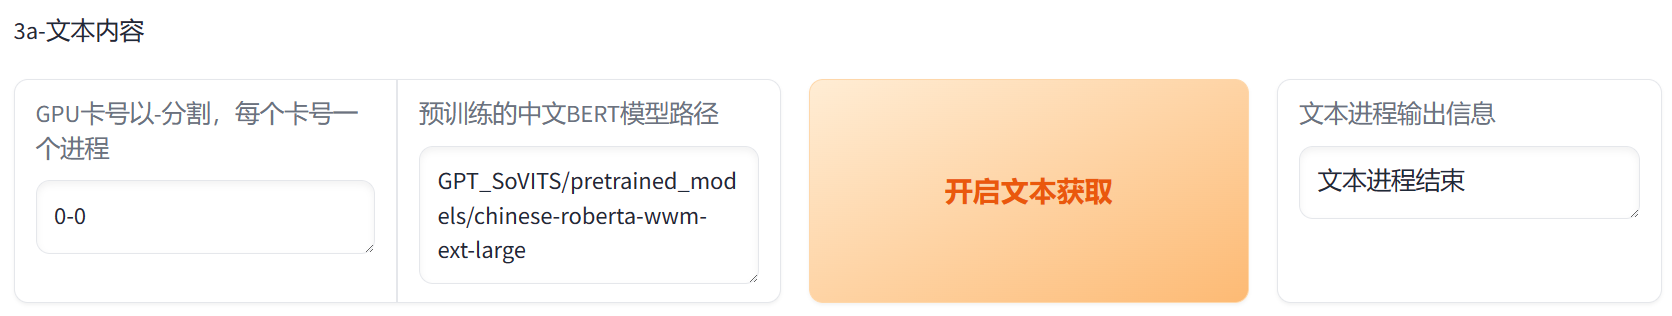 3a-文本内容
GPU卡号以-分割，每个卡号一
个进程
0-0
预训练的中文BERT模型路径
GPT_SoVITS/pretrained_mod
els/chinese-roberta-wwm-
ext-large
开启文本获取
文本进程输出信息
文本进程结束